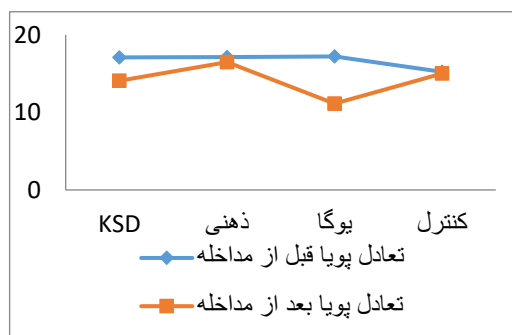 20
10
0
KSD ذهنی یوگا کنترل
تعادل پویا قبل از مداخله
تعادل پویا بعد از مداخله